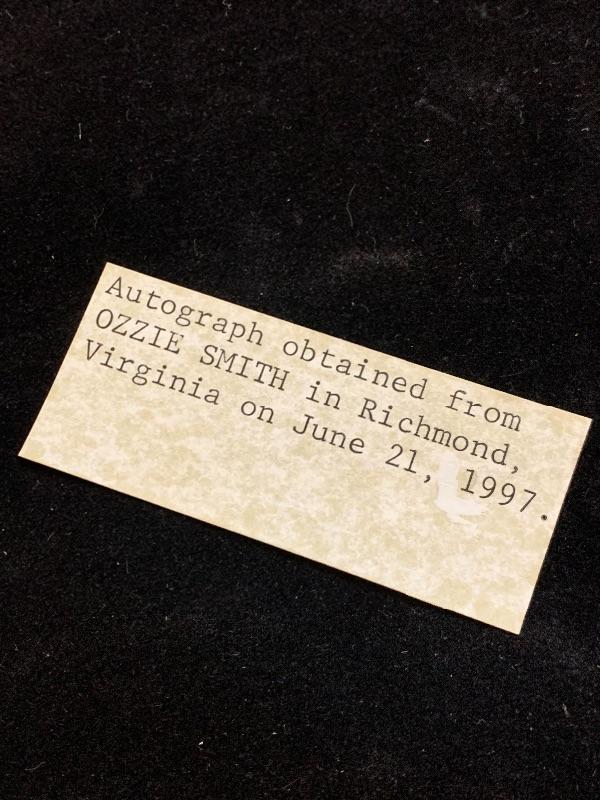 Autograph obtained from
OZZIE SMITH in Richmond,
Virginia on June 21, 1997.